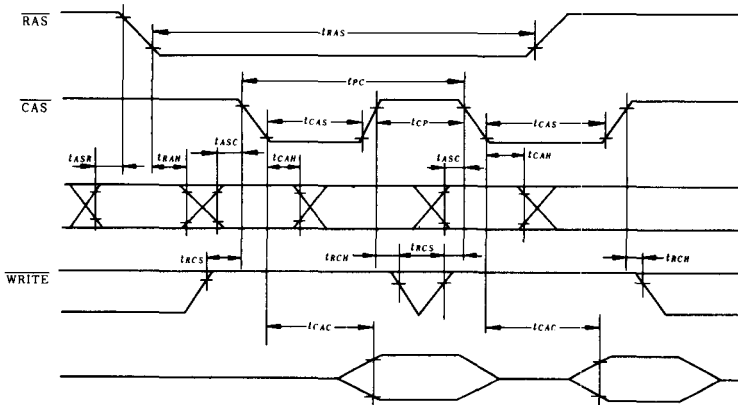 RAS
tRAS
tPC
CAS
tCAS
tCP
tCAS
tASR
tRAH
tASC
tCAH
tASC
tCAH
tRCS
tRCH
tRCS
tRCH
WRITE
tCAC
tCAC